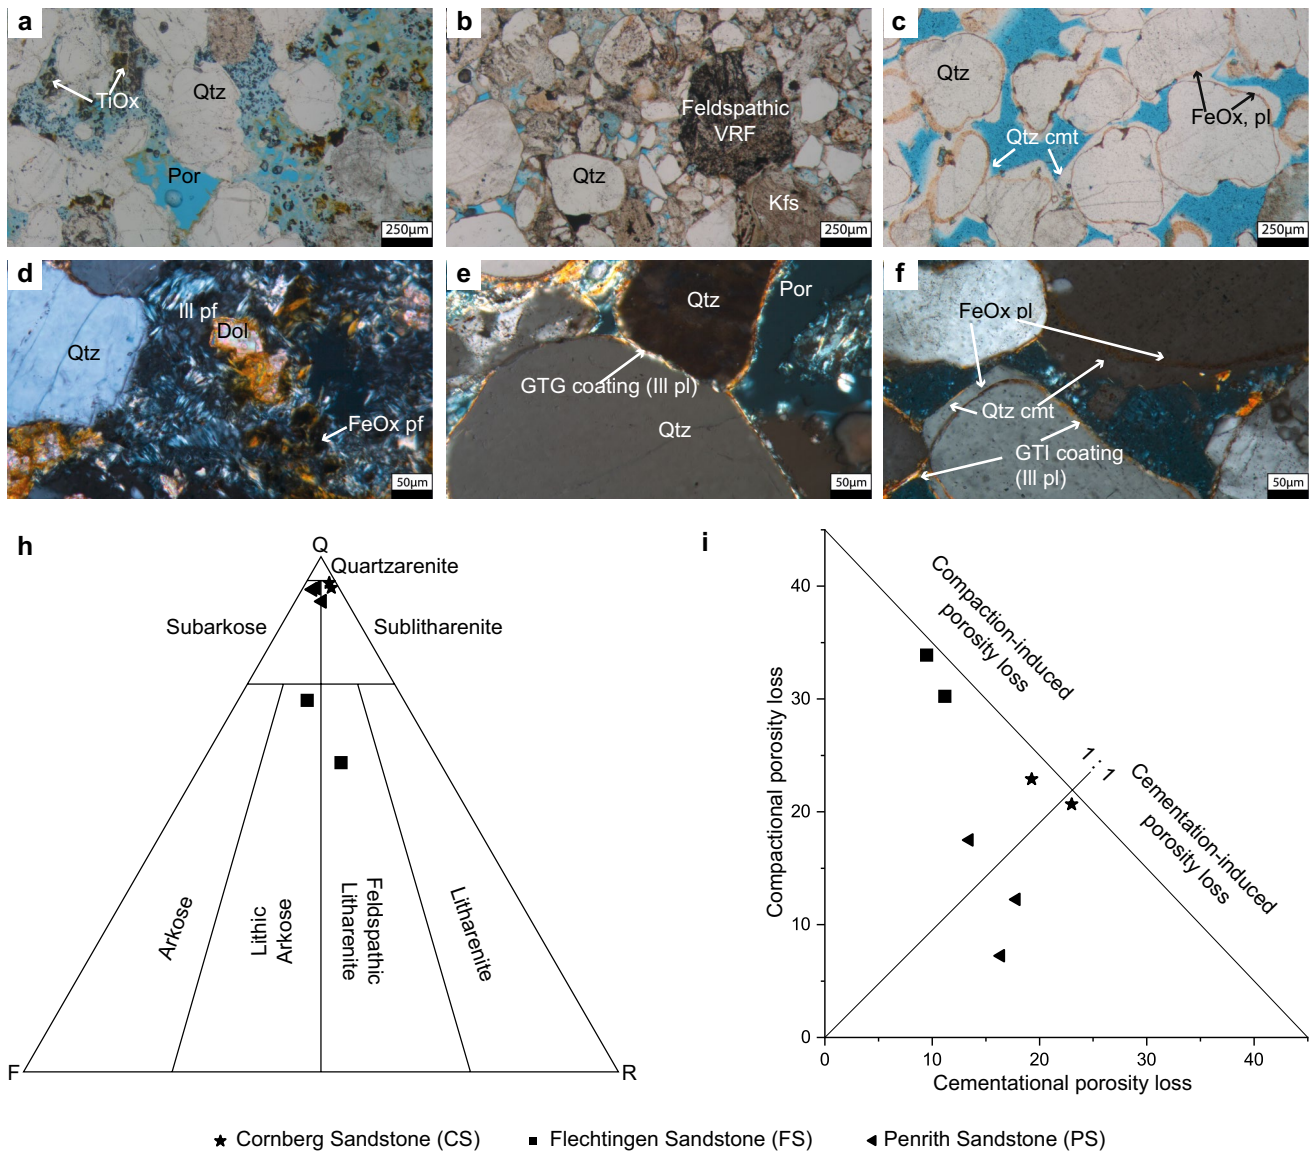 a
TiOx
Qtz
Por
250µm
b
Feldspathic
VRF
Qtz
Kfs
250µm
c
Qtz
FeOx, pl
Qtz cmt
250µm
d
Ill pf
Dol
Qtz
FeOx pf
50µm
e
Qtz
Por
GTG coating (Ill pl)
Qtz
50µm
f
FeOx pl
Qtz cmt
GTI coating
(Ill pl)
50µm
h
Q
Quartzarenite
Subarkose
Sublitharenite
Arkose
Lithic
Arkose
Feldspathic
Litharenite
Litharenite
F
R
i
Compactional porosity loss
40
30
20
10
0
0
10
20
30
40
Cementational porosity loss
Compaction-induced
porosity loss
1 : 1
Cementation-induced
porosity loss
Cornberg Sandstone (CS)
Flechtingen Sandstone (FS)
Penrith Sandstone (PS)